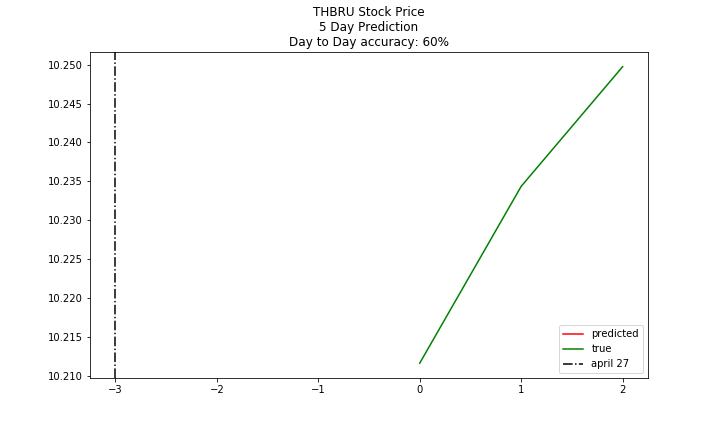 THBRU Stock Price
5 Day Prediction
Day to Day accuracy: 60%
10.250
10.245
10.240
10.235
10.230
10.225
10.220
10.215
10.210
−3
−2
−1
0
1
2
predicted
true
april 27